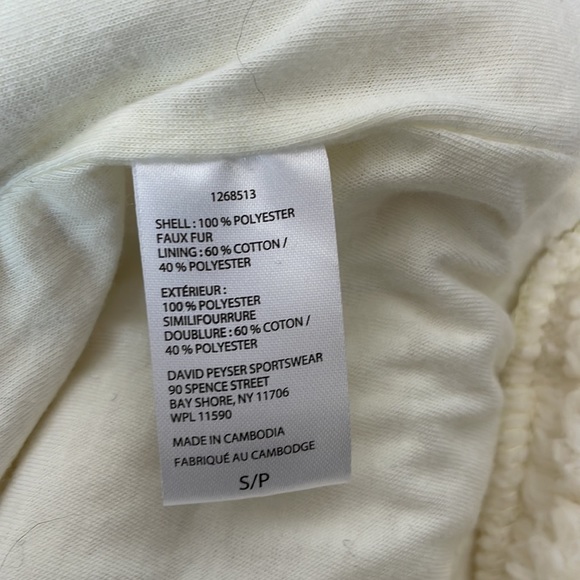 1268513
SHELL : 100 % POLYESTER
FAUX FUR
LINING : 60 % COTTON /
40 % POLYESTER
EXTÉRIEUR :
100 % POLYESTER
SIMILIFOURRURE
DOUBLURE : 60 % COTON /
40 % POLYESTER
DAVID PEYSER SPORTSWEAR
90 SPENCE STREET
BAY SHORE, NY 11706
WPL 11590
MADE IN CAMBODIA
FABRIQUÉ AU CAMBODGE
S/P